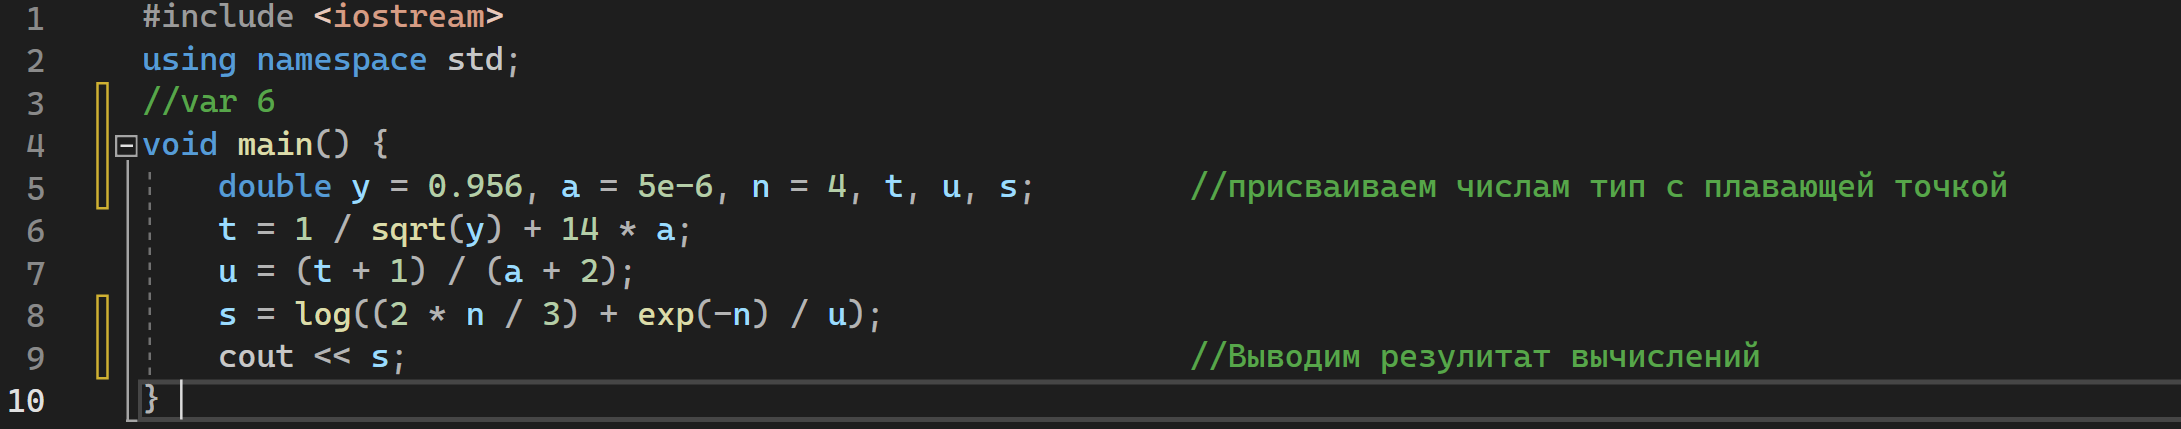 1 #include <iostream>
2 using namespace std;
3 //var 6
4 void main() {
5 double y = 0.956, a = 5e-6, n = 4, t, u, s; //присваиваем числам тип с плавающей точкой
6 t = 1 / sqrt(y) + 14 * a;
7 u = (t + 1) / (a + 2);
8 s = log((2 * n / 3) + exp(-n) / u);
9 cout << s; //Выводим резулитат вычислений
10 }